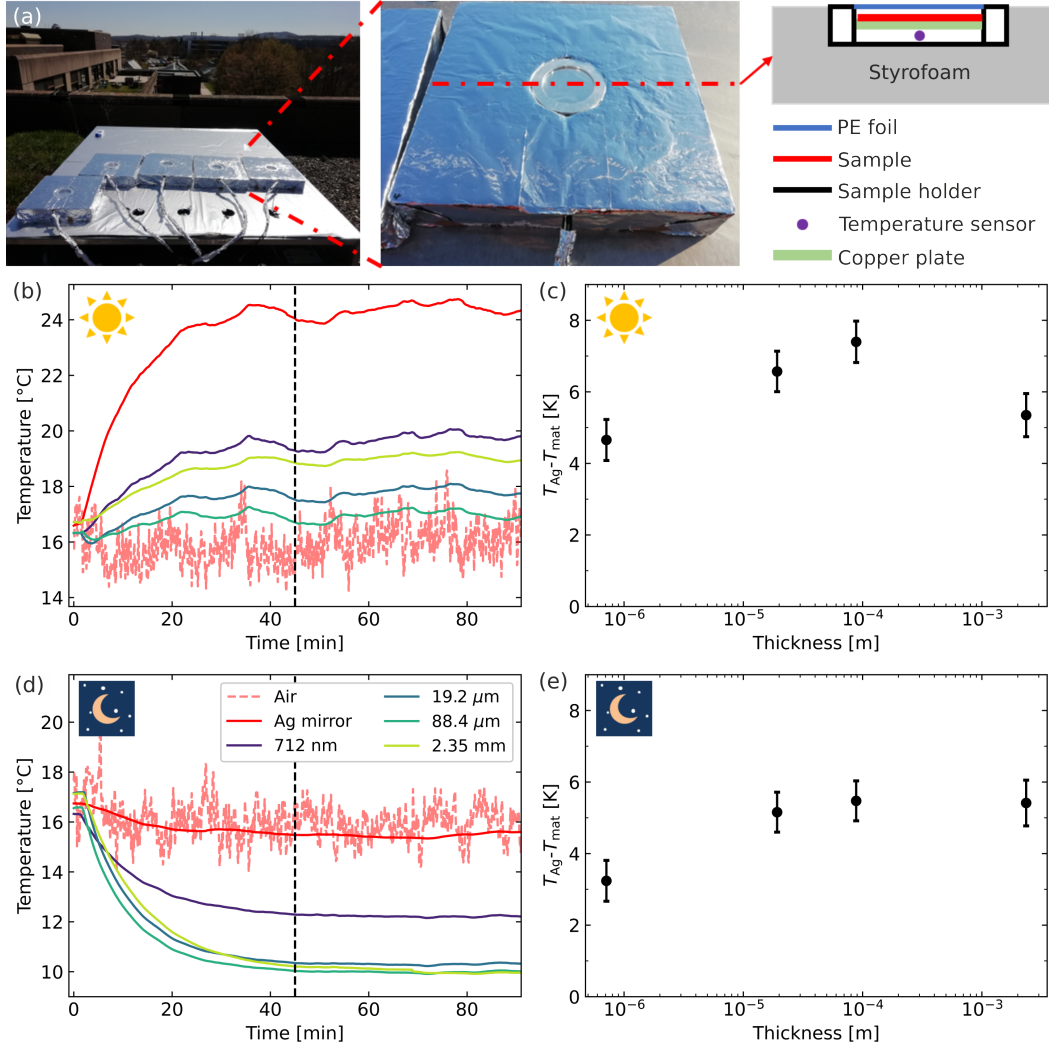 (a)
Styrofoam
PE foil
Sample
Sample holder
Temperature sensor
Copper plate
(b)
Temperature [°C]
24
22
20
18
16
14
0
20
40
60
80
Time [min]
(c)
T_Ag-T_mat [K]
8
6
4
2
0
10⁻⁶
10⁻⁵
10⁻⁴
10⁻³
Thickness [m]
(d)
Air
Ag mirror
712 nm
19.2 μm
88.4 μm
2.35 mm
Temperature [°C]
20
18
16
14
12
10
0
20
40
60
80
Time [min]
(e)
T_Ag-T_mat [K]
8
6
4
2
0
10⁻⁶
10⁻⁵
10⁻⁴
10⁻³
Thickness [m]